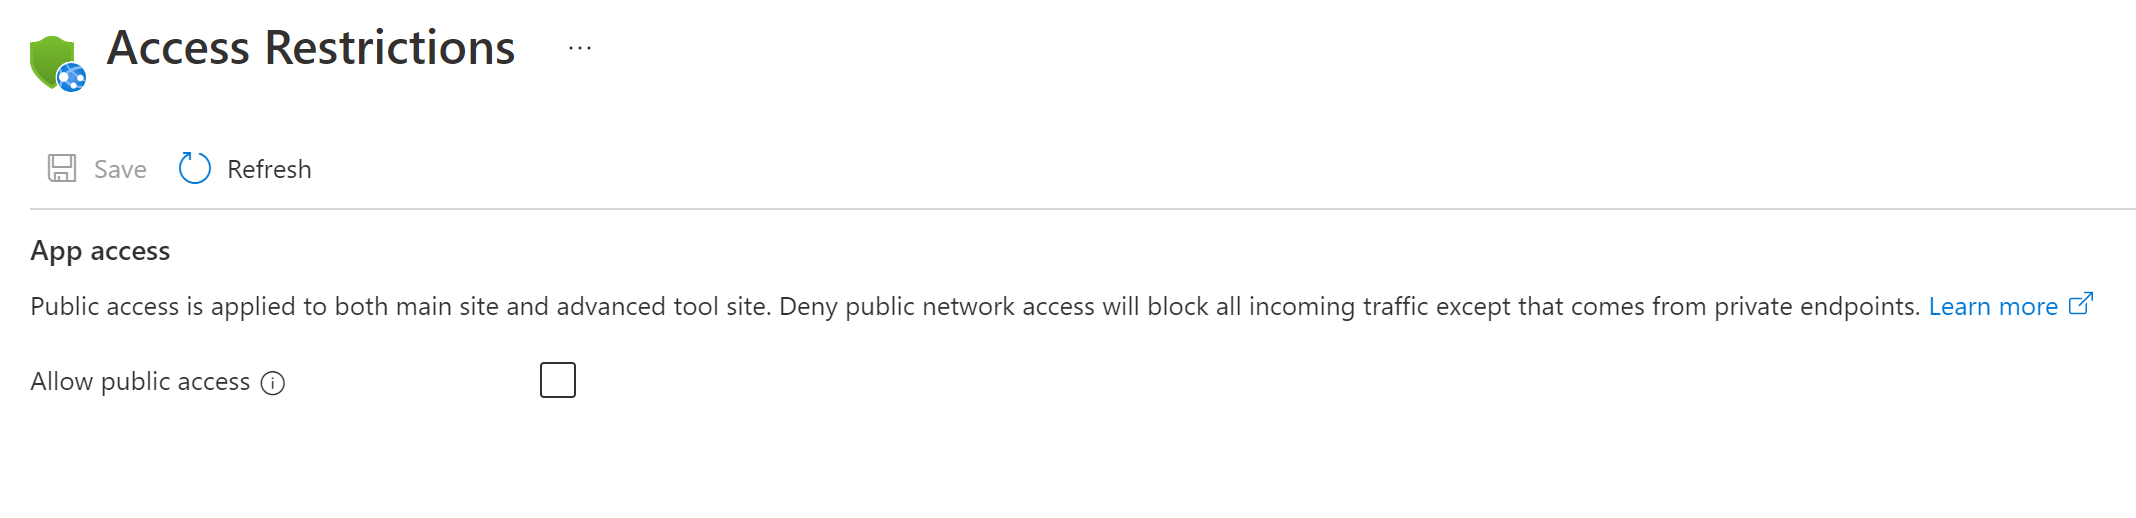 Access Restrictions ...
Save Refresh
App access
Public access is applied to both main site and advanced tool site. Deny public network access will block all incoming traffic except that comes from private endpoints. Learn more
Allow public access